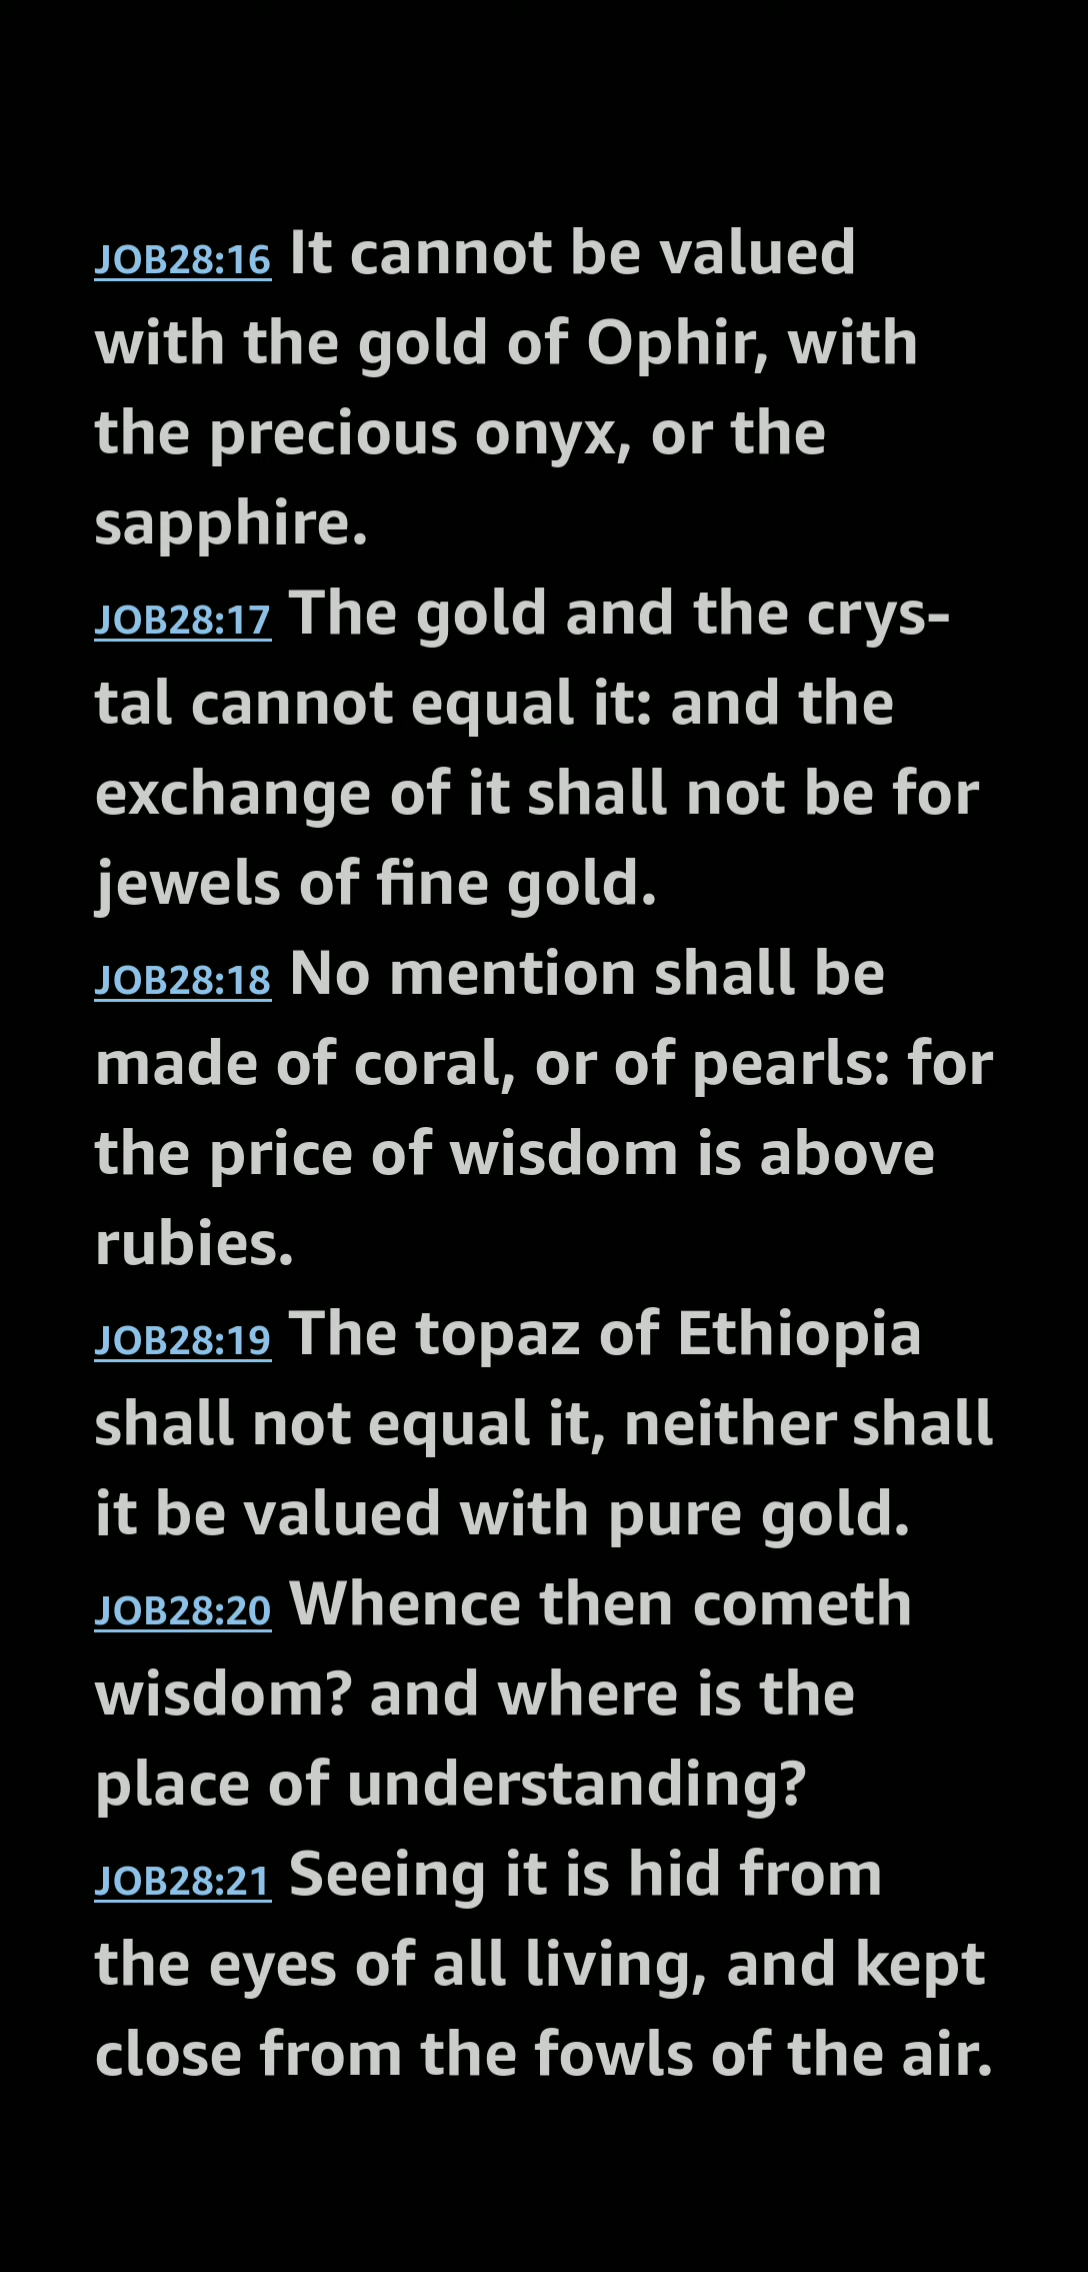 JOB28:16 It cannot be valued
with the gold of Ophir, with
the precious onyx, or the
sapphire.
JOB28:17 The gold and the crys-
tal cannot equal it: and the
exchange of it shall not be for
jewels of fine gold.
JOB28:18 No mention shall be
made of coral, or of pearls: for
the price of wisdom is above
rubies.
JOB28:19 The topaz of Ethiopia
shall not equal it, neither shall
it be valued with pure gold.
JOB28:20 Whence then cometh
wisdom? and where is the
place of understanding?
JOB28:21 Seeing it is hid from
the eyes of all living, and kept
close from the fowls of the air.